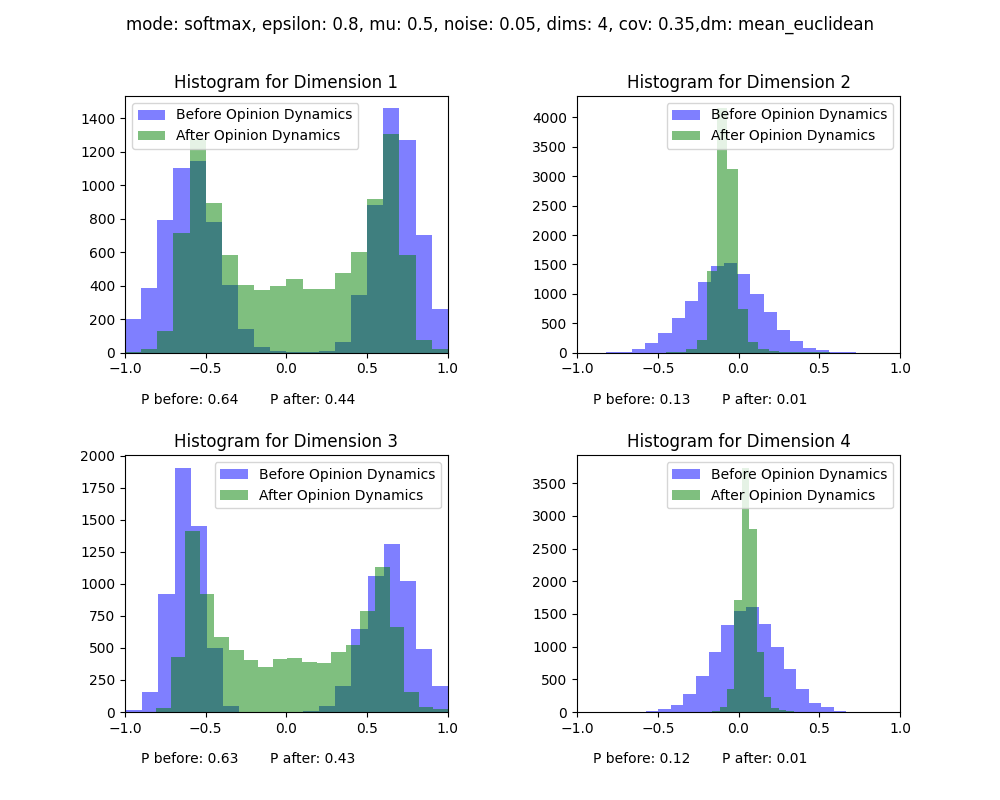 mode: softmax, epsilon: 0.8, mu: 0.5, noise: 0.05, dims: 4, cov: 0.35,dm: mean_euclidean
Histogram for Dimension 1
Before Opinion Dynamics
After Opinion Dynamics
1400
1200
1000
800
600
400
200
0
−1.0 −0.5 0.0 0.5 1.0
P before: 0.64 P after: 0.44
Histogram for Dimension 2
Before Opinion Dynamics
After Opinion Dynamics
4000
3500
3000
2500
2000
1500
1000
500
0
−1.0 −0.5 0.0 0.5 1.0
P before: 0.13 P after: 0.01
Histogram for Dimension 3
Before Opinion Dynamics
After Opinion Dynamics
2000
1750
1500
1250
1000
750
500
250
0
−1.0 −0.5 0.0 0.5 1.0
P before: 0.63 P after: 0.43
Histogram for Dimension 4
Before Opinion Dynamics
After Opinion Dynamics
3500
3000
2500
2000
1500
1000
500
0
−1.0 −0.5 0.0 0.5 1.0
P before: 0.12 P after: 0.01